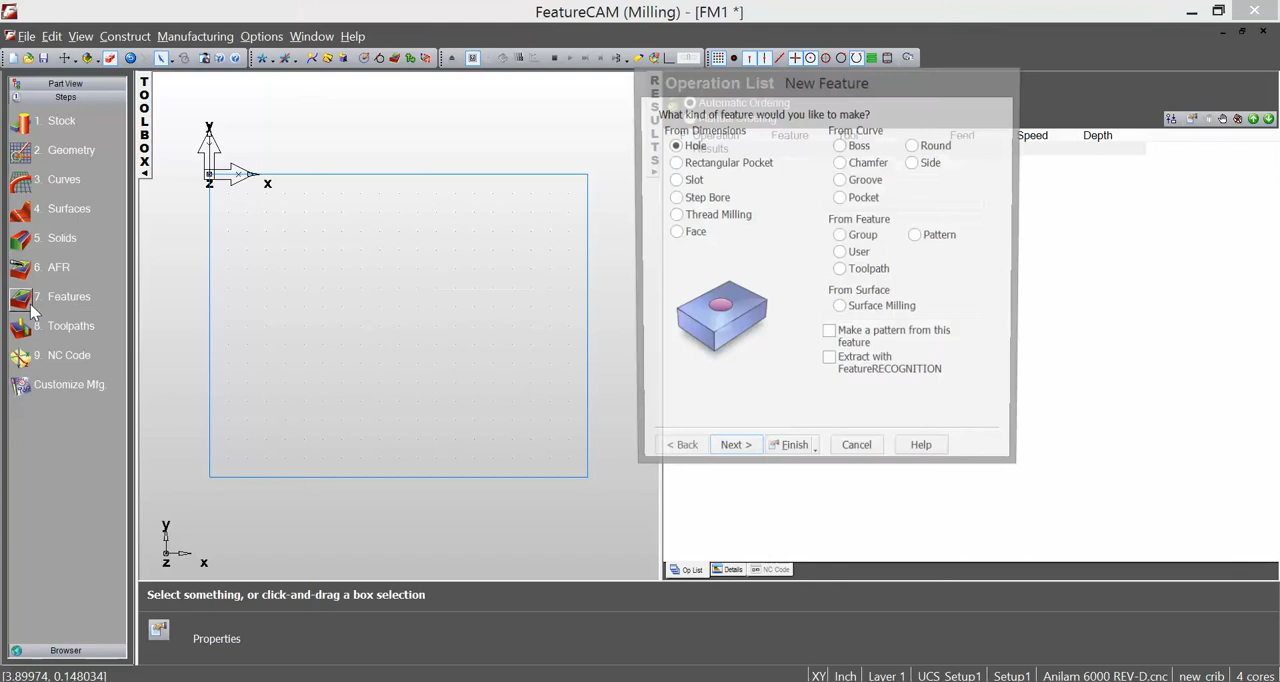 FeatureCAM (Milling) - [FM1 *]
File Edit View Construct Manufacturing Options Window Help
Part View
Steps
1. Stock
2. Geometry
3. Curves
4. Surfaces
5. Solids
6. AFR
7. Features
8. Toolpaths
9. NC Code
Customize Mfg.
Browser
TOOLBOX
y
z
x
y
z
x
RESULTS
Operation List New Feature
Automatic Ordering
What kind of feature would you like to make?
Operation Feature Tool Feed Speed Depth
Results
From Dimensions
Hole
Rectangular Pocket
Slot
Step Bore
Thread Milling
Face
From Curve
Boss Round
Chamfer Side
Groove
Pocket
From Feature
Group Pattern
User
Toolpath
From Surface
Surface Milling
Make a pattern from this
feature
Extract with
FeatureRECOGNITION
< Back Next > Finish Cancel Help
Op List Details NC Code
Select something, or click-and-drag a box selection
Properties
[3.89974, 0.148034] XY Inch Layer 1 UCS Setup1 Setup1 Anilam 6000 REV-D.cnc new crib 4 cores